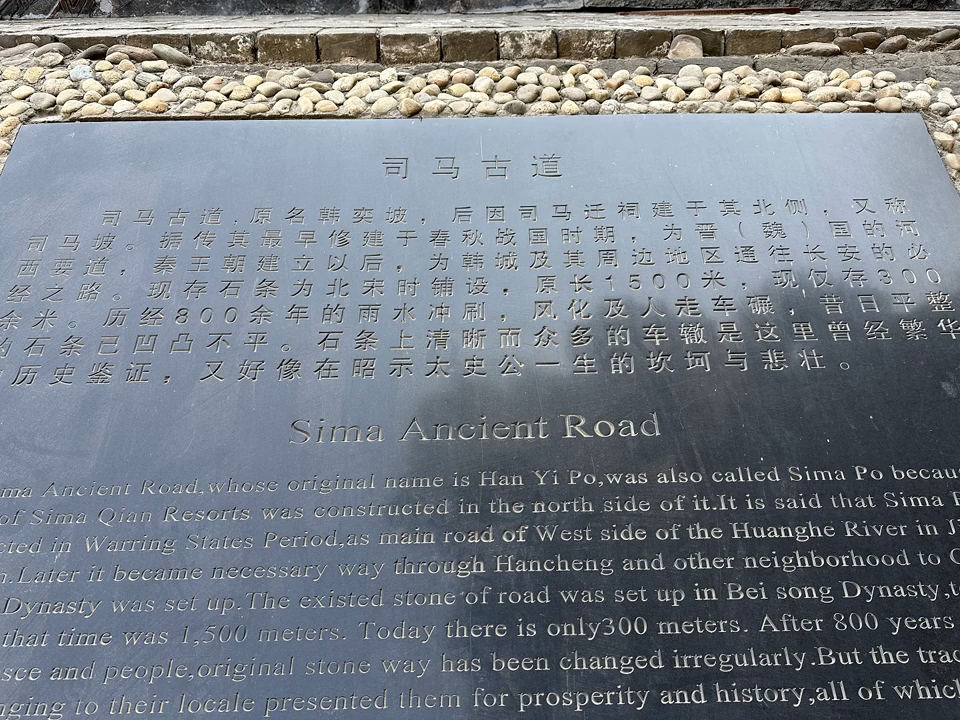 司马古道
司马古道，原名韩奕坡，后因司马迁祠建于其北侧，又称
司马坡。据传其最早修建于春秋战国时期，为晋（魏）国的河
西要道，秦王朝建立以后，为韩城及其周边地区通往长安的必
经之路。现存石条为北宋时铺设，原长1500米，现仅存300
余米。历经800余年的雨水冲刷，风化及人走车碾，昔日平整
的石条已凹凸不平。石条上清晰而众多的车辙是这里曾经繁华
历史鉴证，又好像在昭示太史公一生的坎坷与悲壮。
Sima Ancient Road
Ancient Road,whose original name is Han Yi Po,was also called Sima Po
of Sima Qian Resorts was constructed in the north side of it.It is said that Sima
in Warring States Period,as main road of West side of the Huanghe River in
Later it became necessary way through Hancheng and other neighborhood to
Dynasty was set up.The existed stone of road was set up in Bei song Dynasty,
that time was 1,500 meters. Today there is only300 meters. After 800 years
and people,original stone way has been changed irregularly.But the
to their locale presented them for prosperity and history,all of which